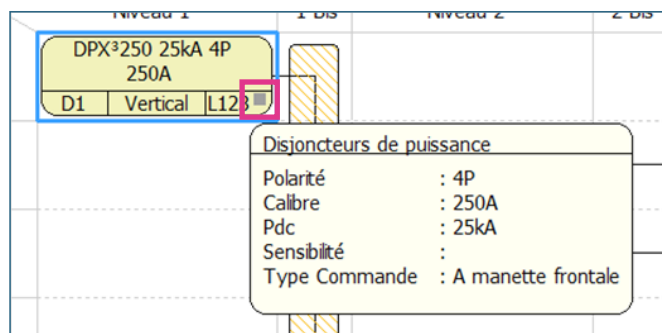 Niveau 1 1 Bis Niveau 2 2 Bis
DPX³250 25kA 4P
250A
D1 Vertical L123
Disjoncteurs de puissance
Polarité : 4P
Calibre : 250A
Pdc : 25kA
Sensibilité :
Type Commande : A manette frontale